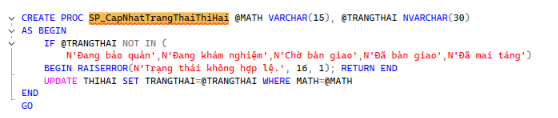 CREATE PROC SP_CapNhatTrangThaiThiHai @MATH VARCHAR(15), @TRANGTHAI NVARCHAR(30)
AS BEGIN
IF @TRANGTHAI NOT IN (
N'Đang bảo quản',N'Đang khám nghiệm',N'Chờ bàn giao',N'Đã bàn giao',N'Đã mai táng')
BEGIN RAISERROR(N'Trạng thái không hợp lệ.', 16, 1); RETURN END
UPDATE THIHAI SET TRANGTHAI=@TRANGTHAI WHERE MATH=@MATH
END
GO